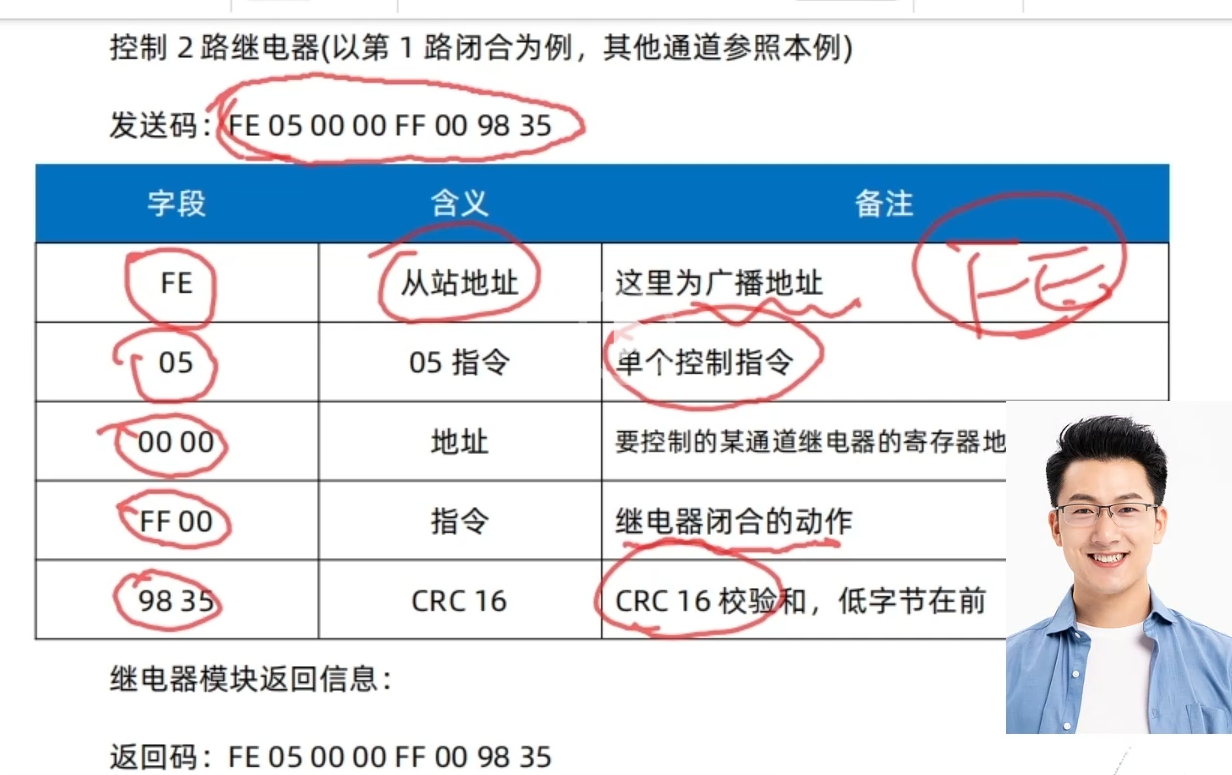 控制 2 路继电器(以第 1 路闭合为例，其他通道参照本例)
发送码：FE 05 00 00 FF 00 98 35
字段 含义 备注
FE 从站地址 这里为广播地址 FE
05 05 指令 单个控制指令
00 00 地址 要控制的某通道继电器的寄存器地
FF 00 指令 继电器闭合的动作
98 35 CRC 16 CRC 16 校验和，低字节在前
继电器模块返回信息：
返回码：FE 05 00 00 FF 00 98 35